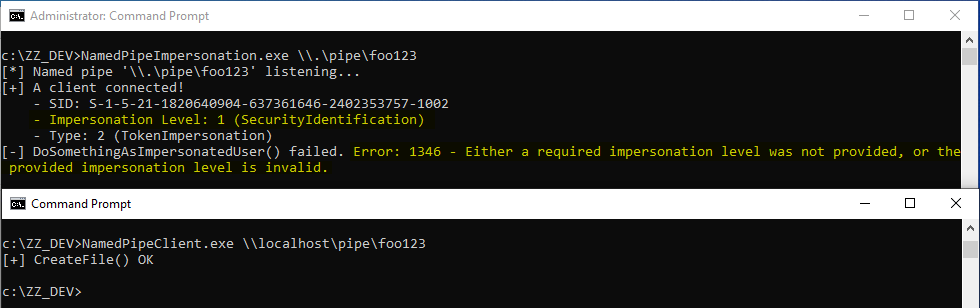 Administrator: Command Prompt
c:\ZZ_DEV>NamedPipeImpersonation.exe \\.\pipe\foo123
[*] Named pipe '\\.\pipe\foo123' listening...
[+] A client connected!
    - SID: S-1-5-21-1820640904-637361646-2402353757-1002
    - Impersonation Level: 1 (SecurityIdentification)
    - Type: 2 (TokenImpersonation)
[-] DoSomethingAsImpersonatedUser() failed. Error: 1346 - Either a required impersonation level was not provided, or the
 provided impersonation level is invalid.
Command Prompt
c:\ZZ_DEV>NamedPipeClient.exe \\localhost\pipe\foo123
[+] CreateFile() OK
c:\ZZ_DEV>